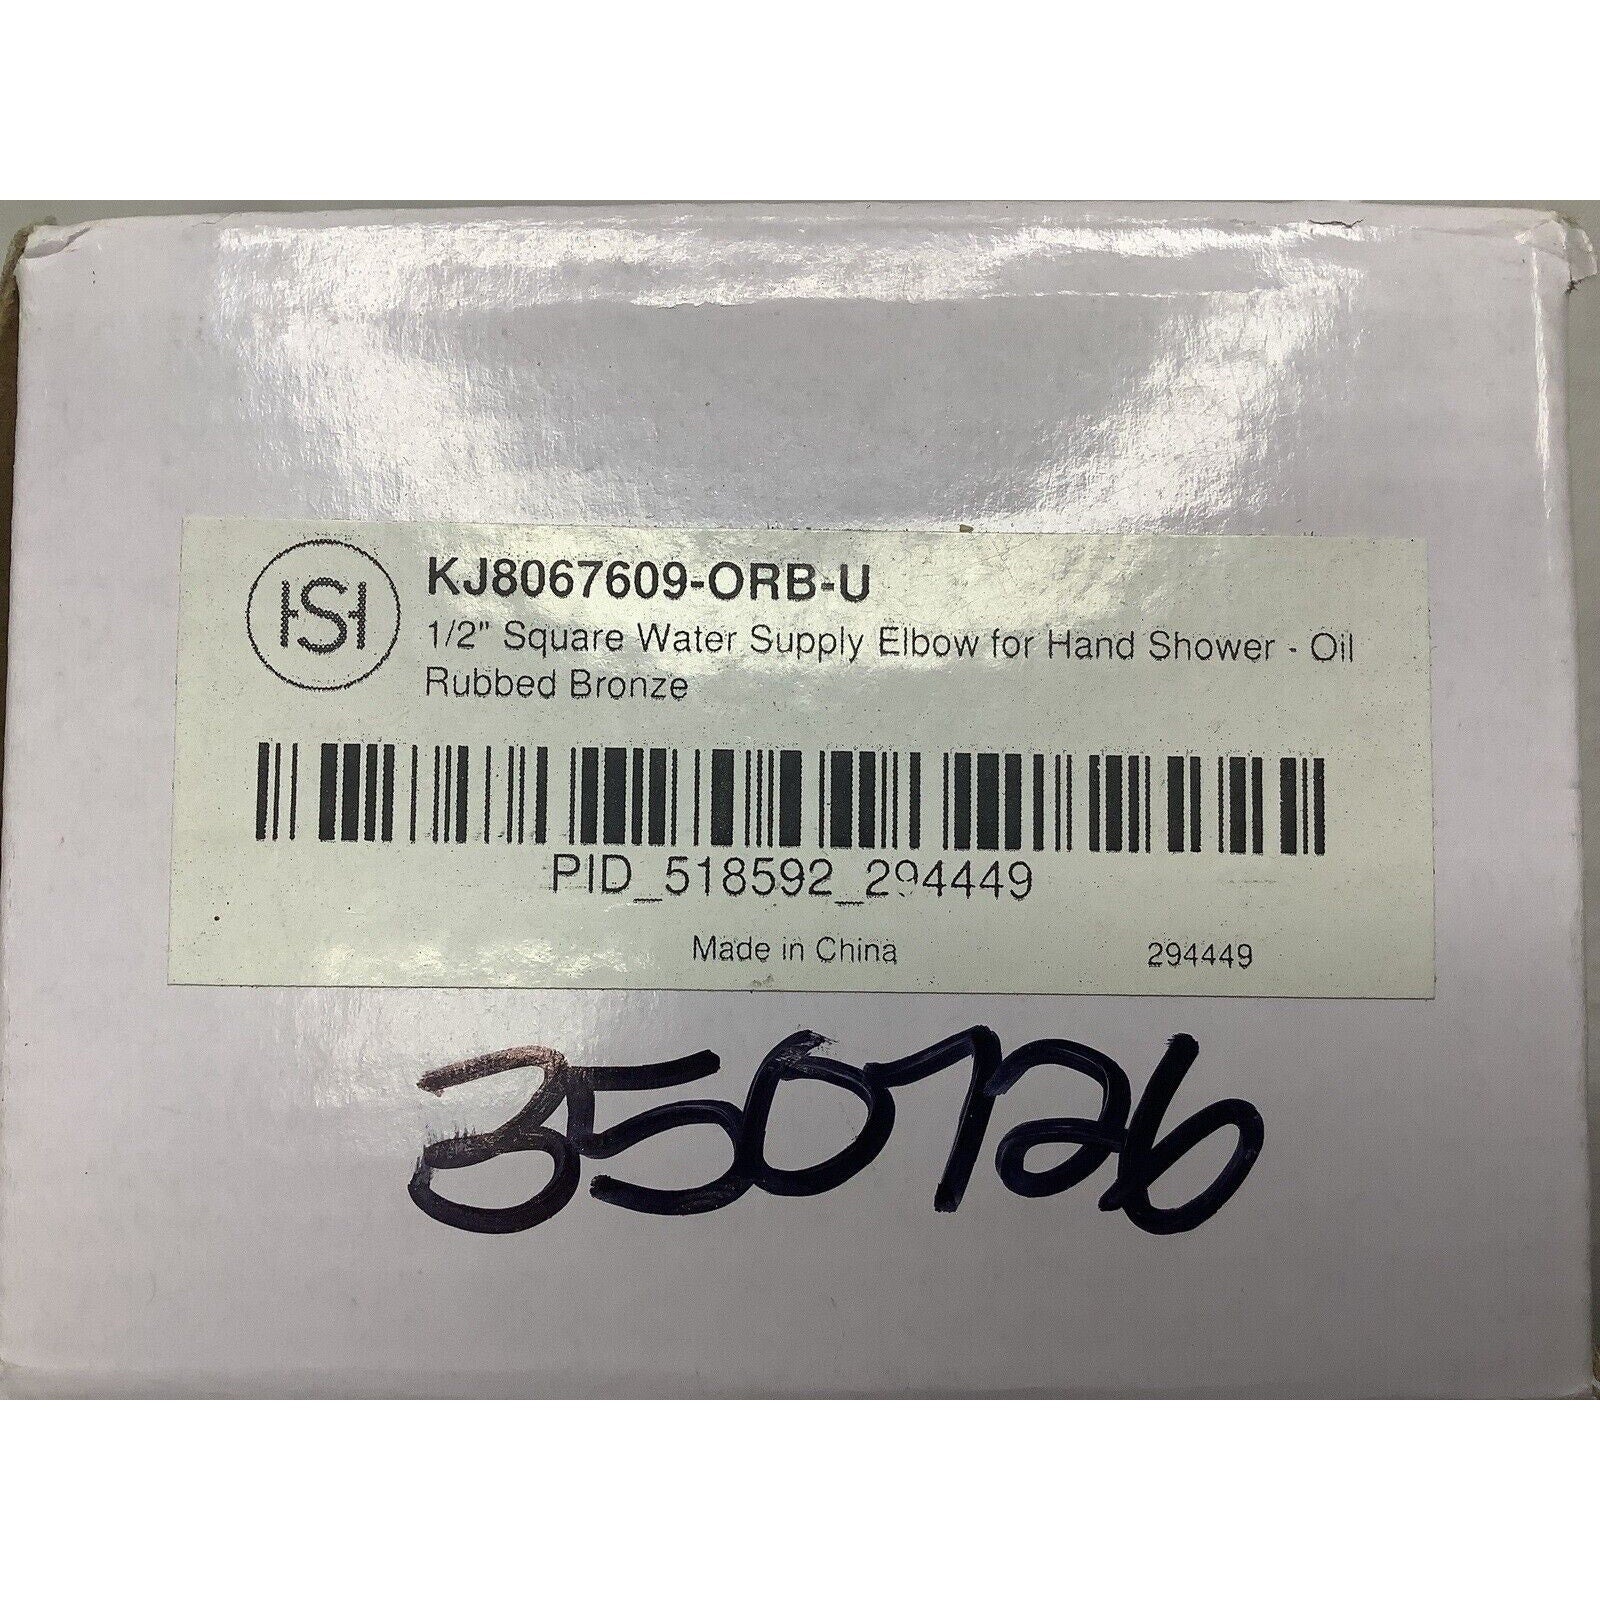 HSH
KJ8067609-ORB-U
1/2" Square Water Supply Elbow for Hand Shower - Oil
Rubbed Bronze
PID_518592_294449
Made in China 294449
350726